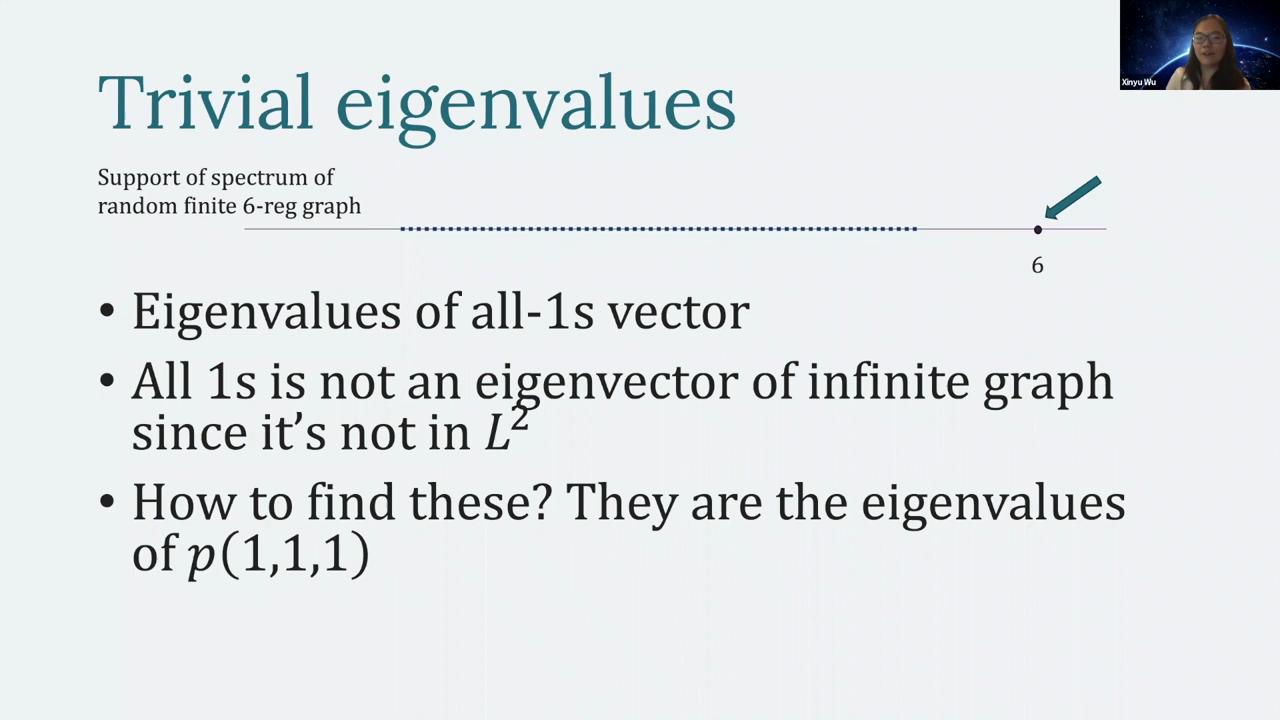 Xinyu Wu
Trivial eigenvalues
Support of spectrum of
random finite 6-reg graph
6
• Eigenvalues of all-1s vector
• All 1s is not an eigenvector of infinite graph
since it’s not in L²
• How to find these? They are the eigenvalues
of p(1,1,1)